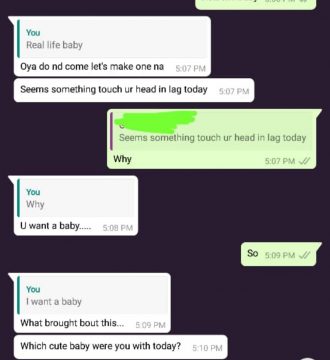 You
Real life baby
Oya do nd come let's make one na 5:07 PM
Seems something touch ur head in lag today 5:07 PM
Seems something touch ur head in lag today
Why 5:07 PM
You
Why
U want a baby..... 5:08 PM
So 5:09 PM
You
I want a baby
What brought bout this... 5:09 PM
Which cute baby were you with today? 5:10 PM